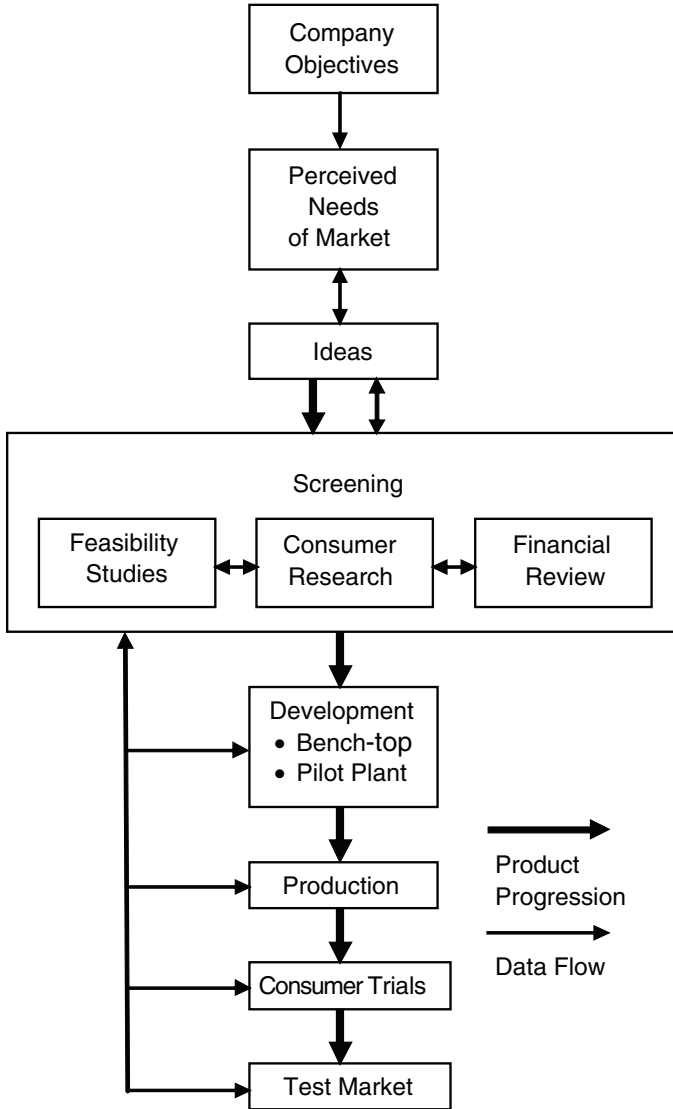 Company
Objectives
Perceived
Needs
of Market
Ideas
Screening
Feasibility
Studies
Consumer
Research
Financial
Review
Development
• Bench-top
• Pilot Plant
Production
Consumer Trials
Test Market
Product
Progression
Data Flow